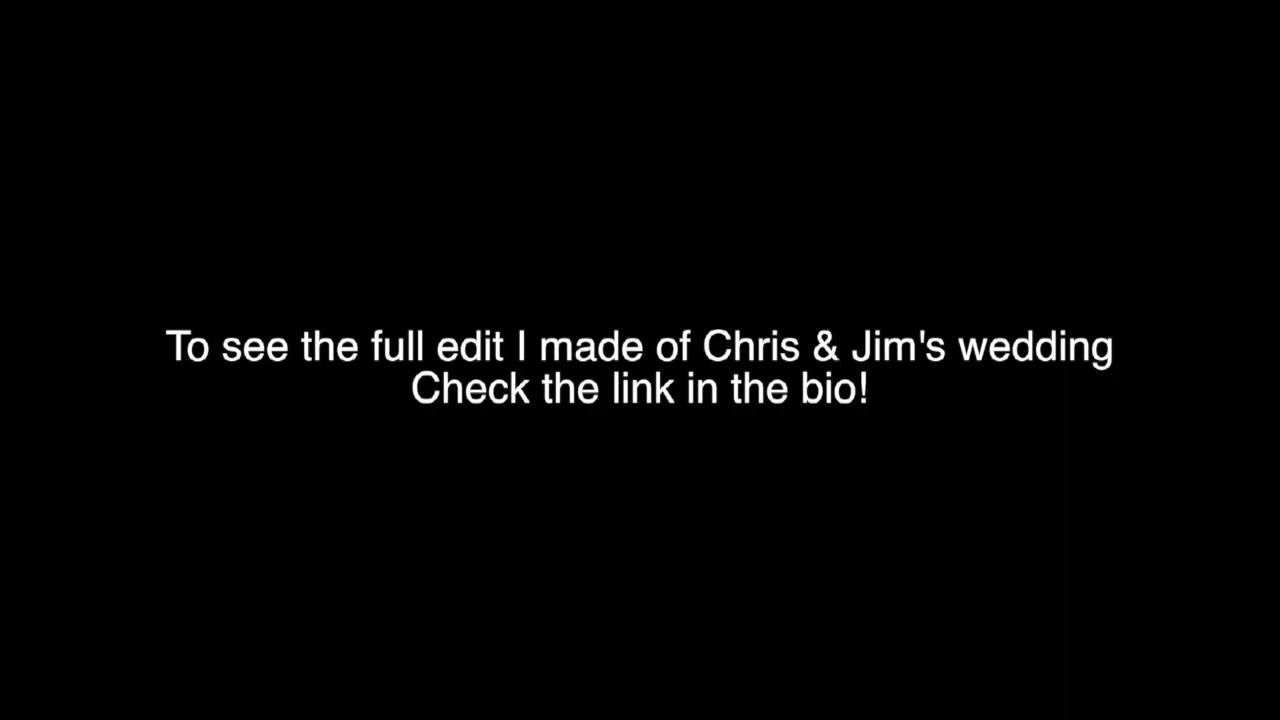 To see the full edit I made of Chris & Jim's wedding
Check the link in the bio!